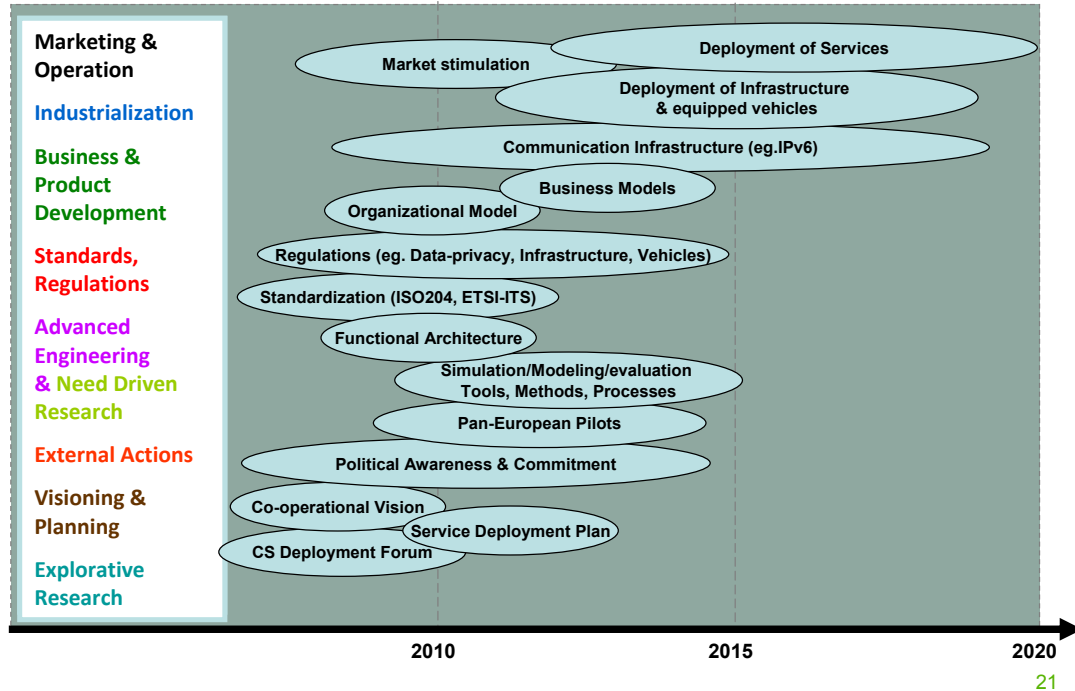 Marketing &
Operation
Industrialization
Business &
Product
Development
Standards,
Regulations
Advanced
Engineering
& Need Driven
Research
External Actions
Visioning &
Planning
Explorative
Research
Deployment of Services
Market stimulation
Deployment of Infrastructure
& equipped vehicles
Communication Infrastructure (eg.IPv6)
Business Models
Organizational Model
Regulations (eg. Data-privacy, Infrastructure, Vehicles)
Standardization (ISO204, ETSI-ITS)
Functional Architecture
Simulation/Modeling/evaluation
Tools, Methods, Processes
Pan-European Pilots
Political Awareness & Commitment
Co-operational Vision
Service Deployment Plan
CS Deployment Forum
2010
2015
2020
21